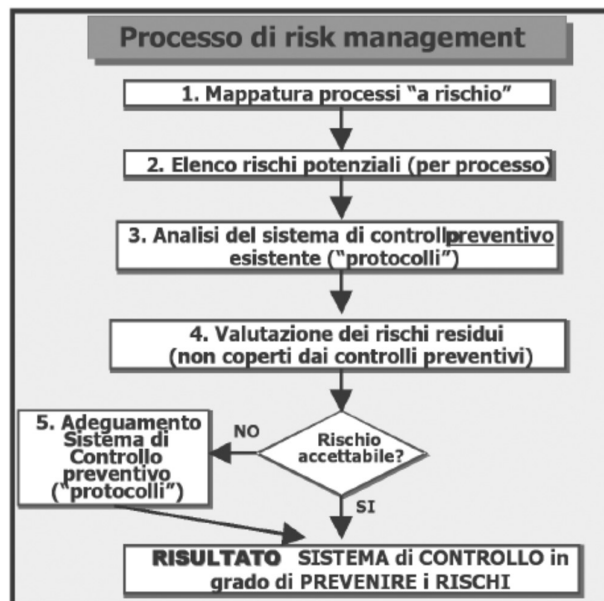 Processo di risk management
1. Mappatura processi "a rischio"
2. Elenco rischi potenziali (per processo)
3. Analisi del sistema di controllo preventivo
esistente ("protocolli")
4. Valutazione dei rischi residui
(non coperti dai controlli preventivi)
5. Adeguamento
Sistema di
Controllo
preventivo
("protocolli")
NO
Rischio
accettabile?
SI
RISULTATO SISTEMA di CONTROLLO in
grado di PREVENIRE i RISCHI